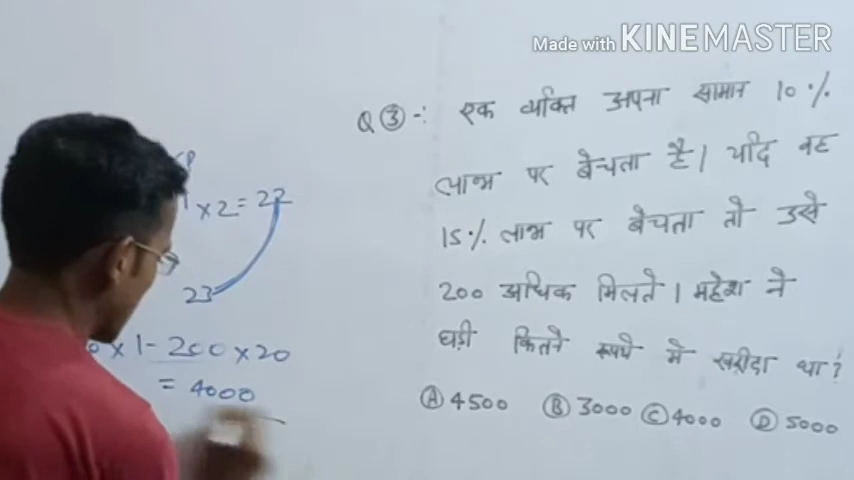 Made with KINEMASTER
Q ③ -: एक व्यक्ति अपना सामान 10%
लाभ पर बेचता है। यदि वह
15% लाभ पर बेचता तो उसे
200 अधिक मिलते। महेश ने
घड़ी कितने रूपये मे खरीदा था?
Ⓐ 4500 Ⓑ 3000 Ⓒ 4000 Ⓓ 5000
×2=22
23
×1-200×20
= 4000